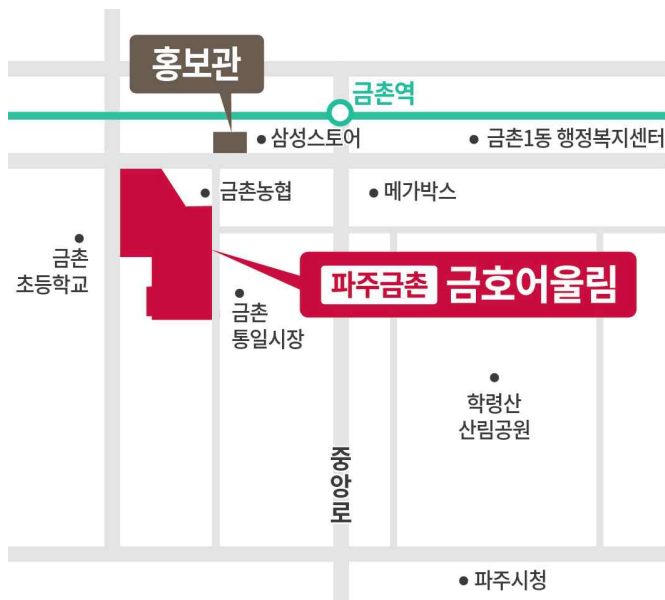 홍보관
금촌역
삼성스토어
금촌1동 행정복지센터
금촌농협
메가박스
금촌
초등학교
파주금촌 금호어울림
금촌
통일시장
학령산
산림공원
중앙로
파주시청